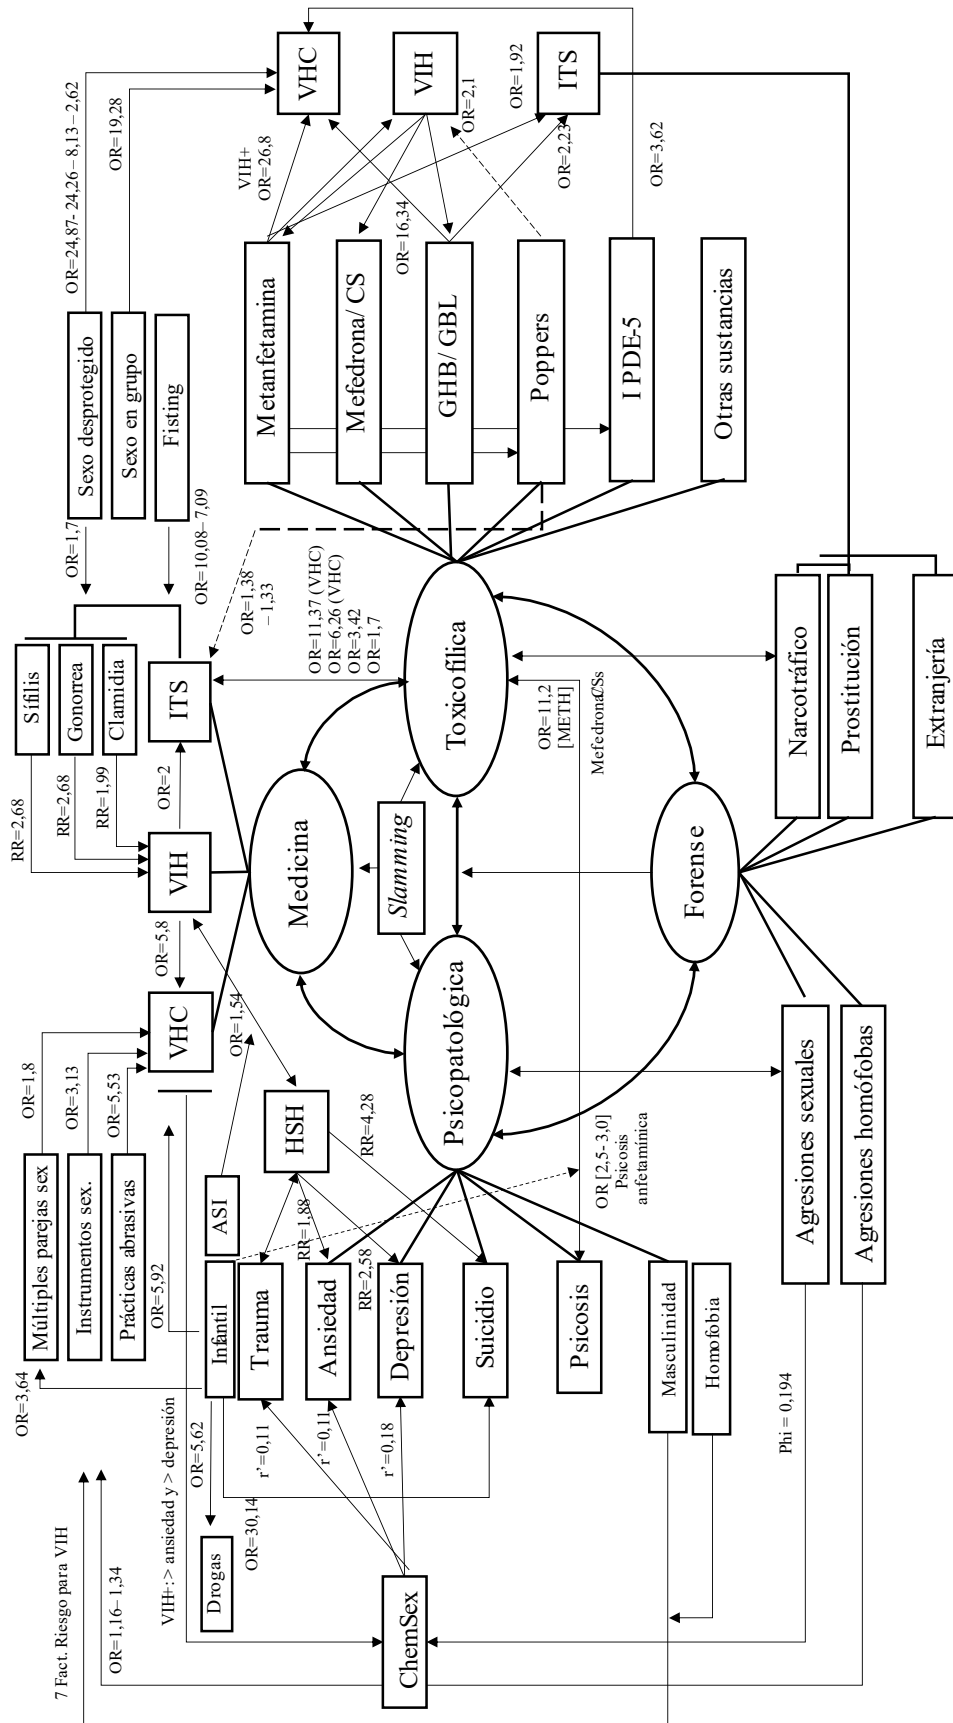 7 Fact. Riesgo para VIH
OR=1,16–1,34
VIH+:> ansiedad y > depresión
OR=3,64
Múltiples parejas sex
Instrumentos sex.
Prácticas abrasivas
OR=1,8
OR=3,13
OR=5,53
OR=5,92
OR=5,62
OR=30,14
Drogas
ChemSex
ASI
Infantil
Trauma
Ansiedad
Depresión
Suicidio
Psicosis
Masculinidad
Homofobia
r’=0,11
r’=0,11
r’=0,18
HSH
RR=1,88
RR=2,58
RR=4,28
OR=1,54
VHC
OR=5,8
VIH
OR=2
ITS
RR=2,68
RR=2,68
RR=1,99
Sífilis
Gonorrea
Clamidia
OR=1,7
OR=10,08–7,09
Sexo desprotegido
Sexo en grupo
Fisting
OR=24,87- 24,26– 8,13– 2,62
OR=19,28
Medicina
Slamming
Psicopatológica
Toxicofílica
Forense
OR=1,38
– 1,33
OR=11,37 (VHC)
OR=6,26 (VHC)
OR=3,42
OR=1,7
OR=11,2
[METH]
OR [2,5- 3,0]
Psicosis
anfetamínica
Metanfetamina
Mefedrona/ CS
GHB/ GBL
Poppers
I PDE-5
Otras sustancias
VIH+
OR=26,8
OR=16,34
OR=2,1
OR=1,92
OR=2,23
OR=3,62
VHC
VIH
ITS
Narcotráfico
Prostitución
Extranjería
Agresiones sexuales
Agresiones homófobas
Phi = 0,194